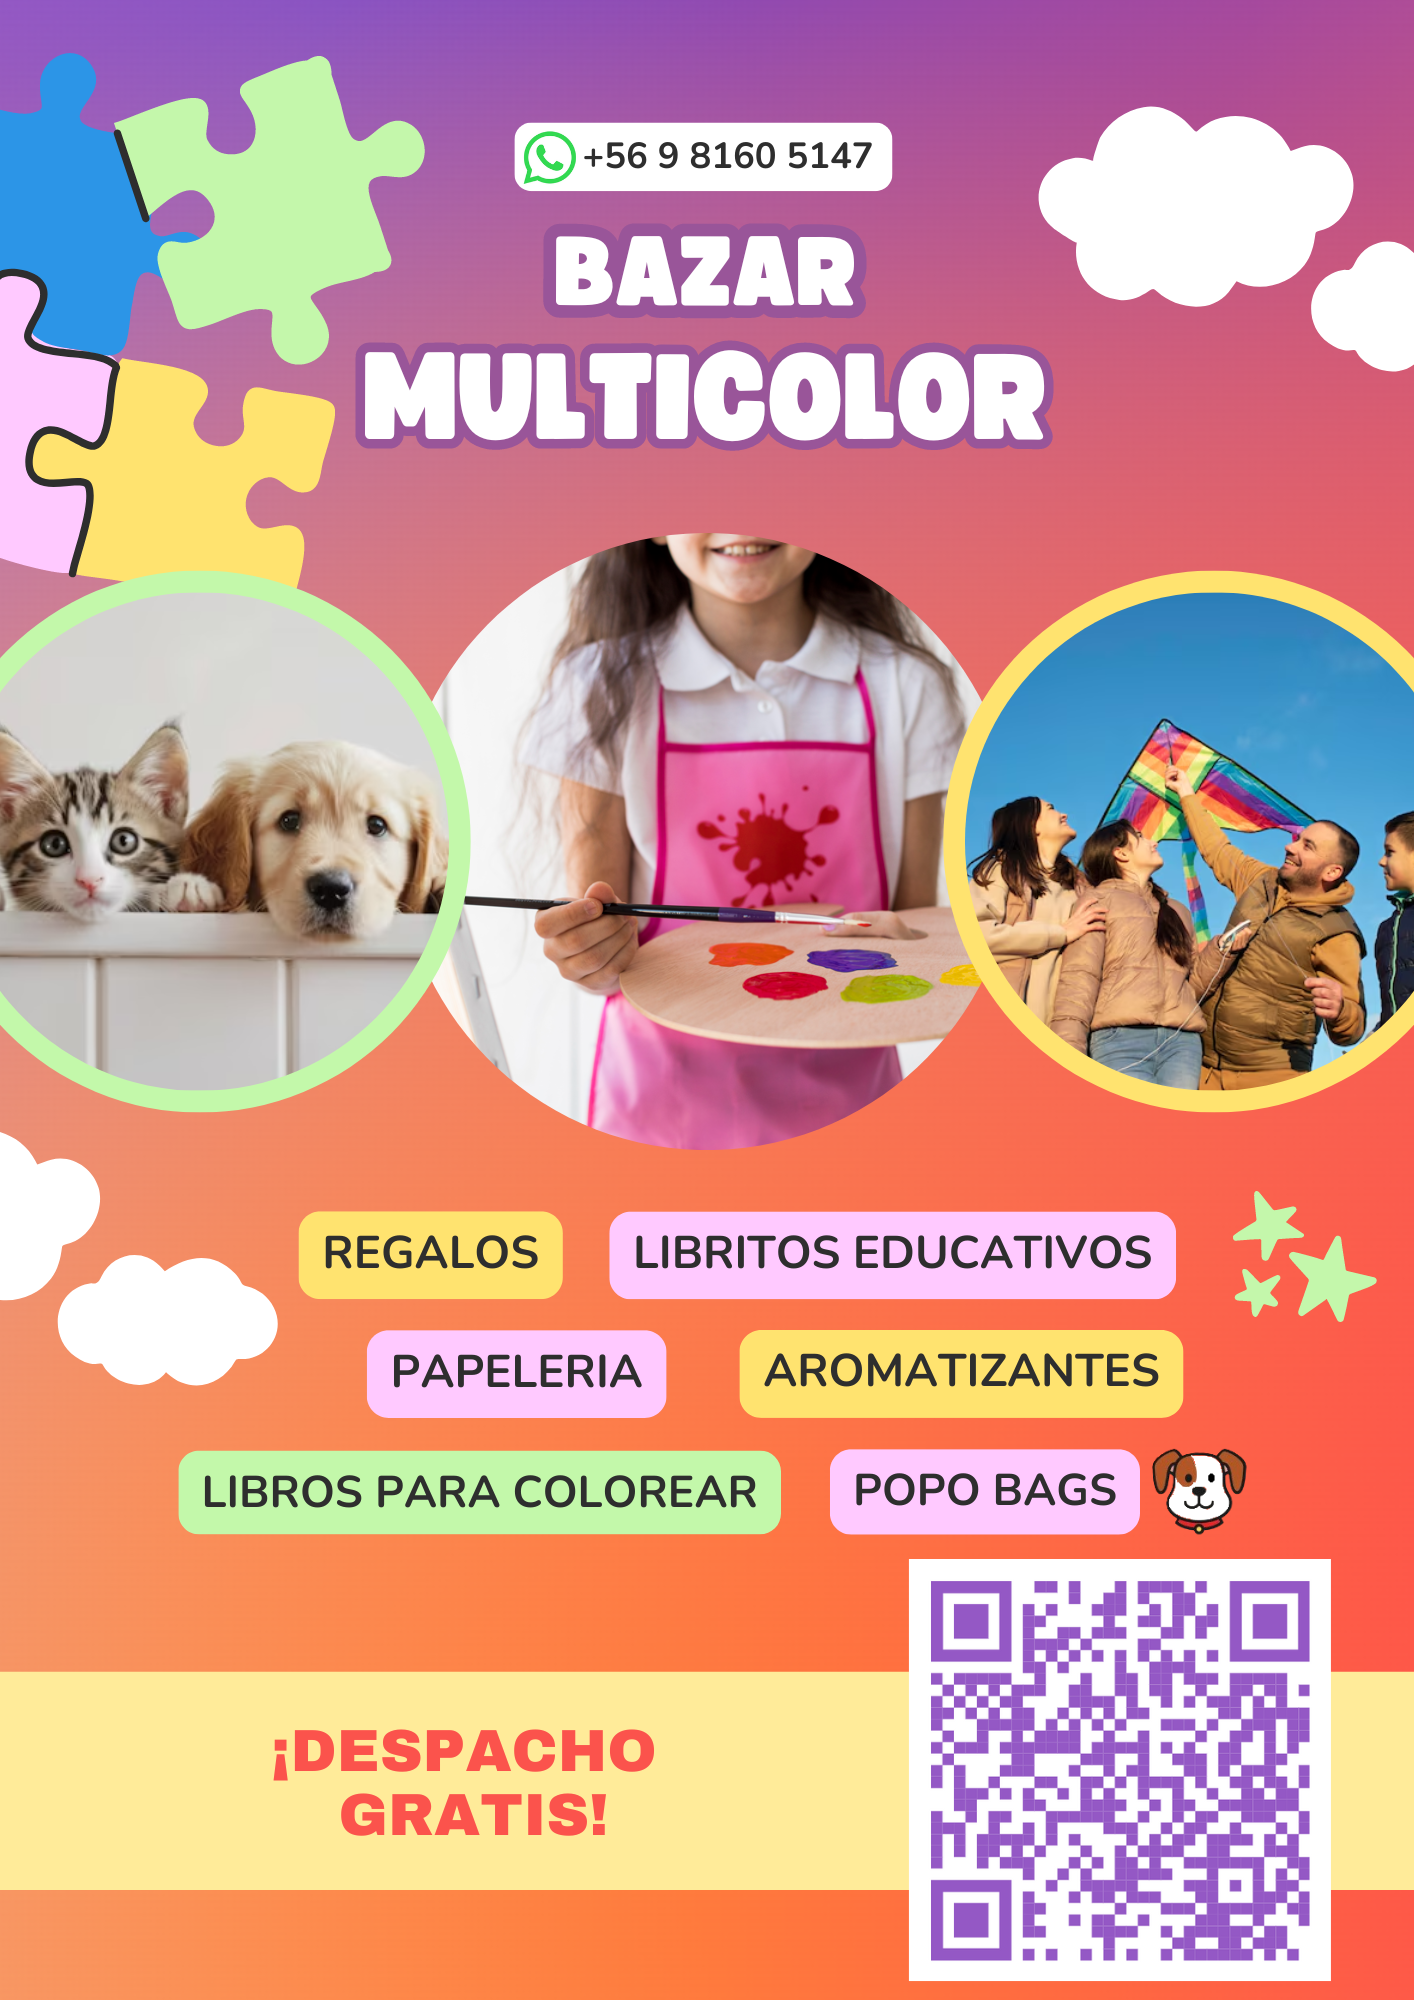 +56 9 8160 5147
BAZAR
MULTICOLOR
REGALOS
LIBRITOS EDUCATIVOS
PAPELERIA
AROMATIZANTES
LIBROS PARA COLOREAR
POPO BAGS
¡DESPACHO
GRATIS!